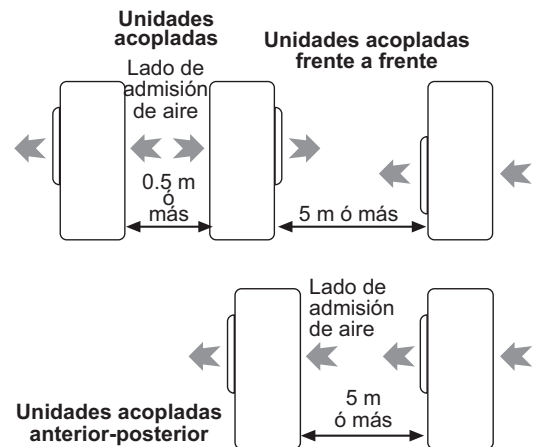 Unidades
acopladas
Unidades acopladas
frente a frente
Lado de
admisión
de aire
0.5 m
ó
más
5 m ó más
Lado de
admisión
de aire
5 m
ó más
Unidades acopladas
anterior-posterior